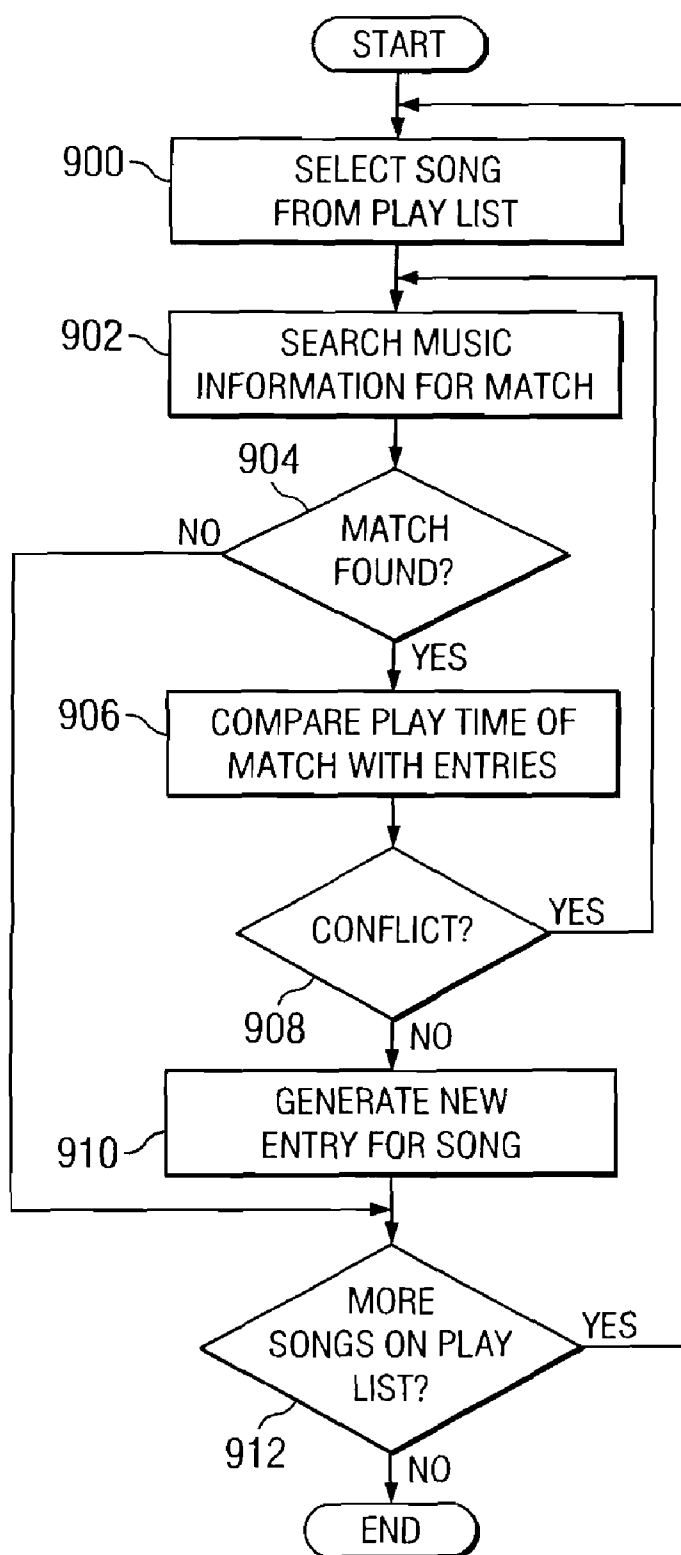 START
900
SELECT SONG
FROM PLAY LIST
902
SEARCH MUSIC
INFORMATION FOR MATCH
904
NO
MATCH
FOUND?
YES
906
COMPARE PLAY TIME OF
MATCH WITH ENTRIES
CONFLICT?
YES
908
NO
GENERATE NEW
ENTRY FOR SONG
910
MORE
SONGS ON PLAY
LIST?
YES
912
NO
END